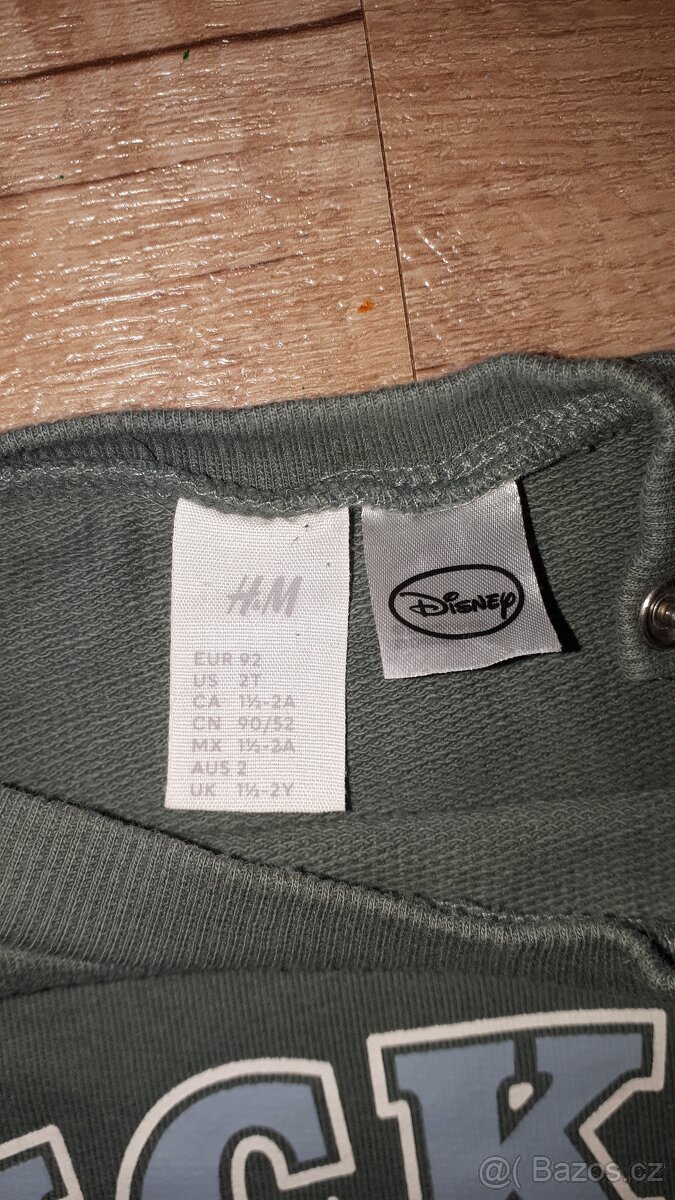 H&M
EUR 92
US 2T
CA 1½-2A
CN 90/52
MX 1½-2A
AUS 2
UK 1½-2Y
Disney
ICK
@ Bazos.cz